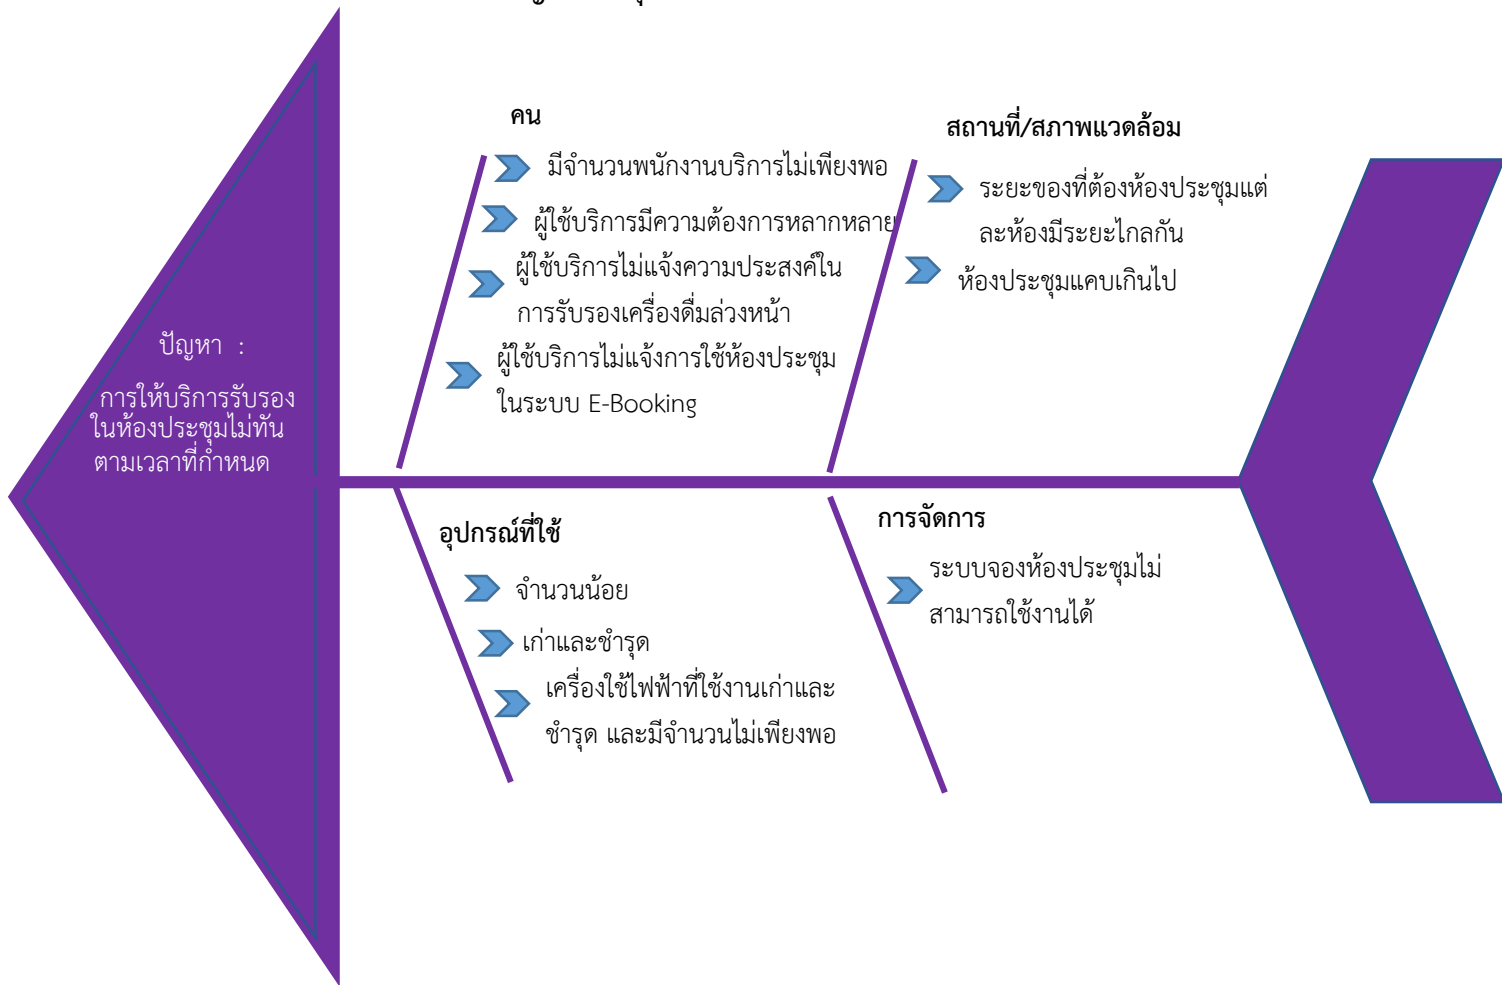 คน
มีจำนวนพนักงานบริการไม่เพียงพอ
ผู้ใช้บริการมีความต้องการหลากหลาย
ผู้ใช้บริการไม่แจ้งความประสงค์ใน
การรับรองเครื่องดื่มล่วงหน้า
ผู้ใช้บริการไม่แจ้งการใช้ห้องประชุม
ในระบบ E-Booking
สถานที่/สภาพแวดล้อม
ระยะของที่ต้องห้องประชุมแต่
ละห้องมีระยะไกลกัน
ห้องประชุมแคบเกินไป
ปัญหา :
การให้บริการรับรอง
ในห้องประชุมไม่ทัน
ตามเวลาที่กำหนด
อุปกรณ์ที่ใช้
จำนวนน้อย
เก่าและชำรุด
เครื่องใช้ไฟฟ้าที่ใช้งานเก่าและ
ชำรุด และมีจำนวนไม่เพียงพอ
การจัดการ
ระบบจองห้องประชุมไม่
สามารถใช้งานได้